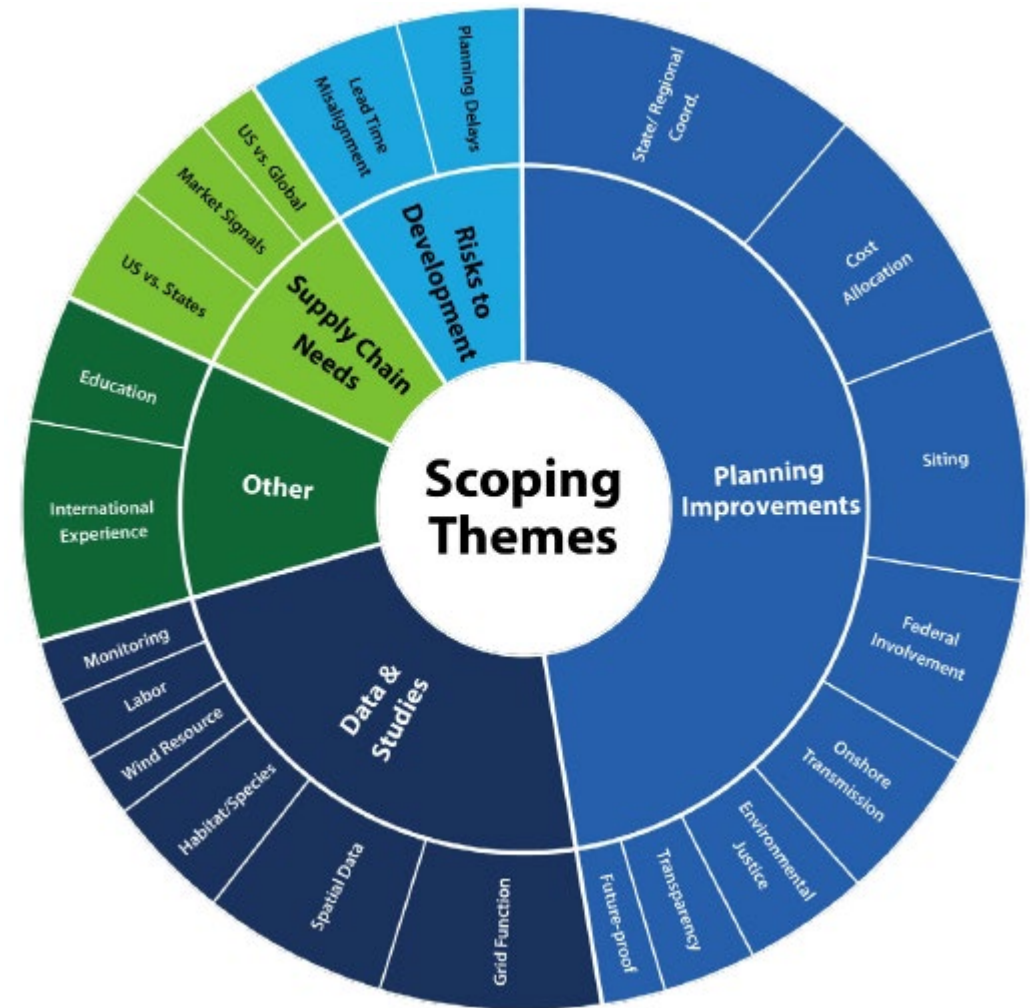 Scoping
Themes
Planning
Improvements
State/ Regional
Coord.
Cost
Allocation
Siting
Federal
Involvement
Onshore
Transmission
Environmental
Justice
Transparency
Future-proof
Data &
Studies
Grid Function
Spatial Data
Habitat/Species
Wind Resource
Labor
Monitoring
Other
International
Experience
Education
Supply Chain
Needs
US vs. States
Market Signals
US vs. Global
Risks to
Development
Lead Time
Misalignment
Planning Delays